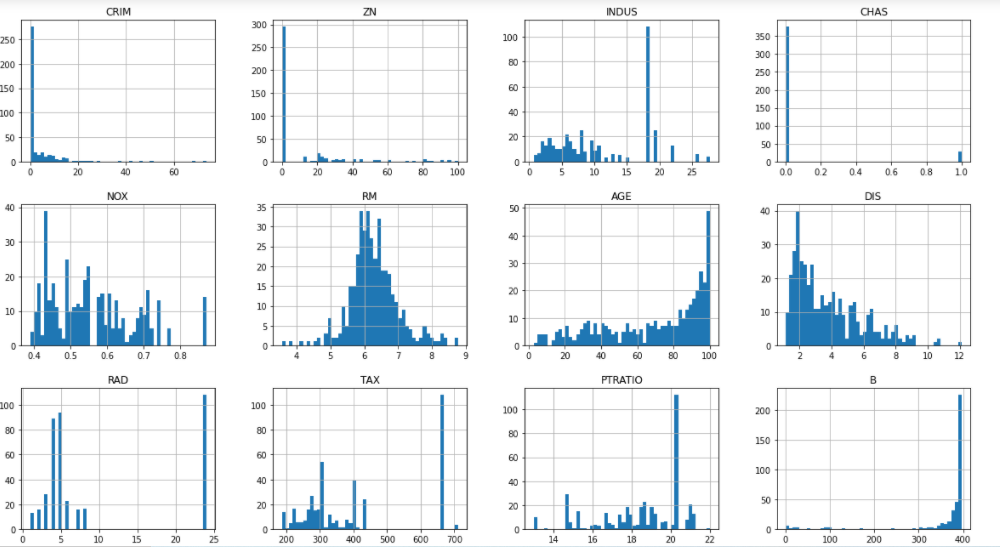 CRIM ZN INDUS CHAS
250 200 150 100 50 0
0 20 40 60
300 250 200 150 100 50 0
0 20 40 60 80 100
100 80 60 40 20 0
0 5 10 15 20 25
350 300 250 200 150 100 50 0
0.0 0.2 0.4 0.6 0.8 1.0
NOX RM AGE DIS
40 30 20 10 0
0.4 0.5 0.6 0.7 0.8
35 30 25 20 15 10 5 0
4 5 6 7 8 9
50 40 30 20 10 0
0 20 40 60 80 100
40 30 20 10 0
2 4 6 8 10 12
RAD TAX PTRATIO B
100 80 60 40 20 0
0 5 10 15 20 25
100 80 60 40 20 0
200 300 400 500 600 700
100 80 60 40 20 0
14 16 18 20 22
200 150 100 50 0
0 100 200 300 400